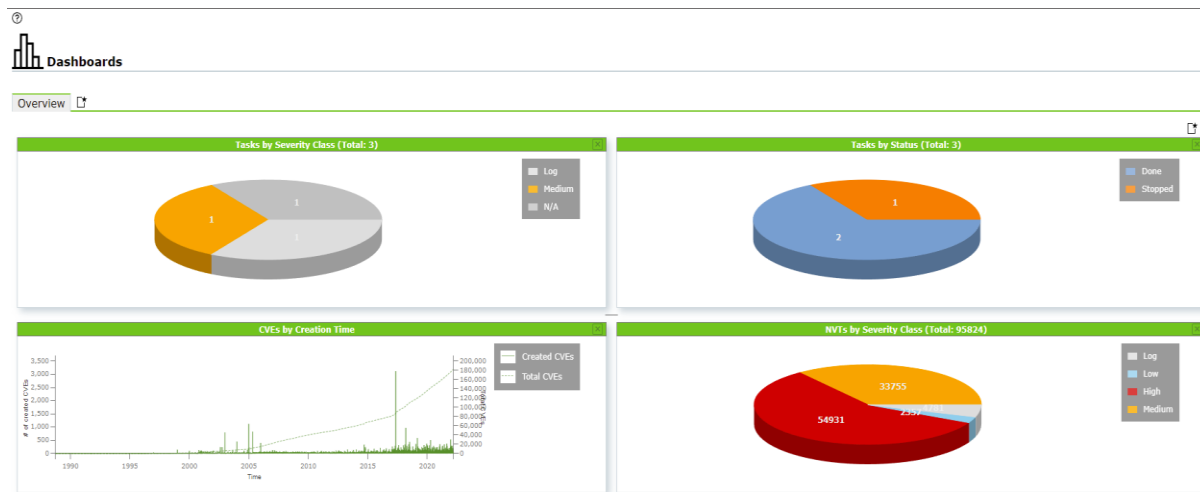 Dashboards
Overview
Tasks by Severity Class (Total: 3)
1
1
1
Log
Medium
N/A
Tasks by Status (Total: 3)
1
2
Done
Stopped
CVEs by Creation Time
# of created CVEs
3,500
3,000
2,500
2,000
1,500
1,000
500
0
200,000
180,000
160,000
140,000
120,000
100,000
80,000
60,000
40,000
20,000
0
1990
1995
2000
2005
2010
2015
2020
Time
Created CVEs
Total CVEs
NVTs by Severity Class (Total: 95824)
33755
54931
2357
Log
Low
High
Medium